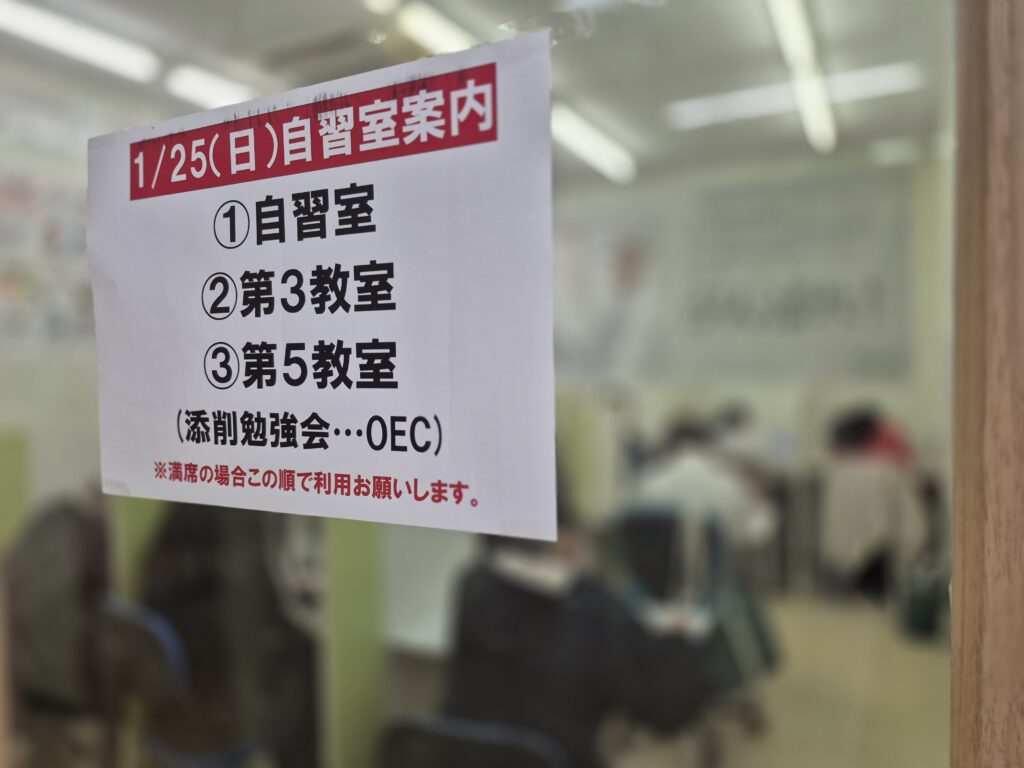 1/25(日)自習室案内
①自習室
②第3教室
③第5教室
(添削勉強会…OEC)
※満席の場合この順で利用お願いします。